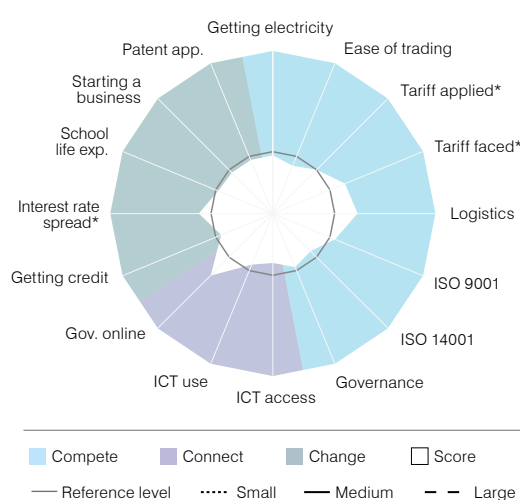 Getting electricity
Patent app.
Ease of trading
Starting a
business
Tariff applied*
School
life exp.
Tariff faced*
Interest rate
spread*
Logistics
Getting credit
ISO 9001
Gov. online
ISO 14001
ICT use
Governance
ICT access
Compete Connect Change Score
Reference level Small Medium Large